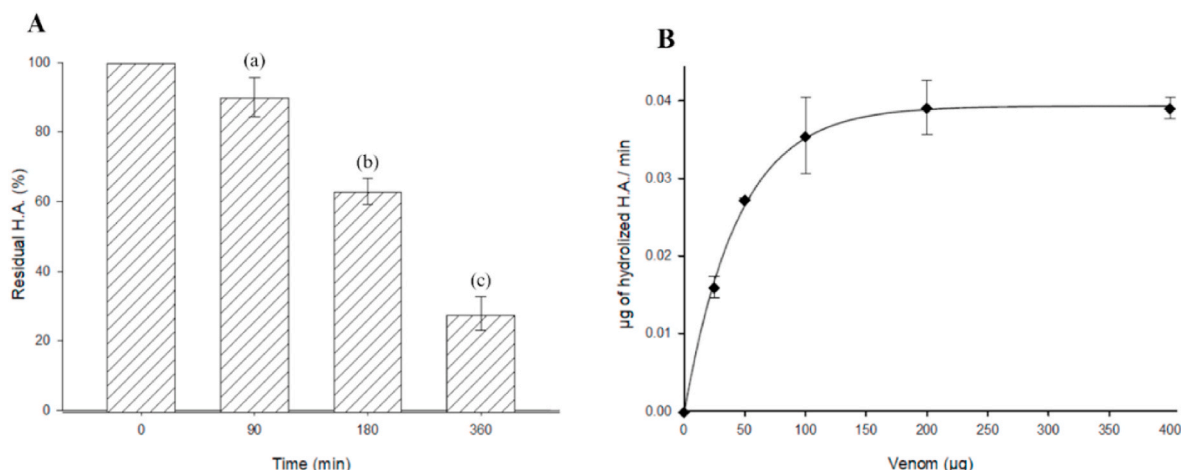 A
Residual H.A. (%)
100
80
60
40
20
0
(a)
(b)
(c)
0 90 180 360
Time (min)
B
µg of hydrolized H.A./ min
0.04
0.03
0.02
0.01
0.00
0 50 100 150 200 250 300 350 400
Venom (µg)